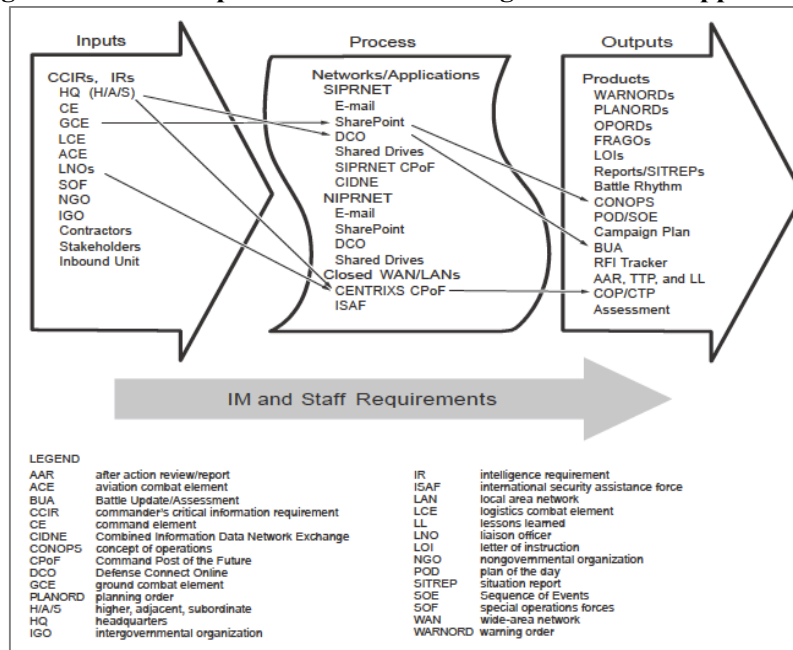 Inputs
CCIRs, IRs
HQ (H/A/S)
CE
GCE
LCE
ACE
LNOs
SOF
NGO
IGO
Contractors
Stakeholders
Inbound Unit
Process
Networks/Applications
SIPRNET
E-mail
SharePoint
DCO
Shared Drives
SIPRNET CPoF
CIDNE
NIPRNET
E-mail
SharePoint
DCO
Shared Drives
Closed WAN/LANs
CENTRIXS CPoF
ISAF
Outputs
Products
WARNORDs
PLANORDs
OPORDs
FRAGOs
LOIs
Reports/SITREPs
Battle Rhythm
CONOPS
POD/SOE
Campaign Plan
BUA
RFI Tracker
AAR, TTP, and LL
COP/CTP
Assessment
IM and Staff Requirements
LEGEND
AAR after action review/report
ACE aviation combat element
BUA Battle Update/Assessment
CCIR commander's critical information requirement
CE command element
CIDNE Combined Information Data Network Exchange
CONOPS concept of operations
CPoF Command Post of the Future
DCO Defense Connect Online
GCE ground combat element
PLANORD planning order
H/A/S higher, adjacent, subordinate
HQ headquarters
IGO intergovernmental organization
IR intelligence requirement
ISAF international security assistance force
LAN local area network
LCE logistics combat element
LL lessons learned
LNO liaison officer
LOI letter of instruction
NGO nongovernmental organization
POD plan of the day
SITREP situation report
SOE Sequence of Events
SOF special operations forces
WAN wide-area network
WARNORD warning order